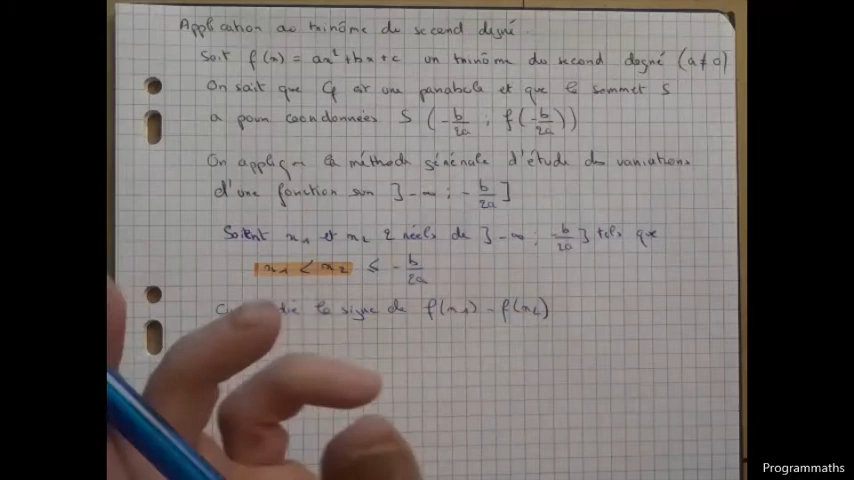 Application au trinôme du second degré.
Soit f(x) = ax² + bx + c un trinôme du second degré (a ≠ 0)
On sait que Cf est une parabole et que le sommet S
a pour coordonnées S (-b/2a ; f(-b/2a))
On applique la méthode générale d'étude des variations
d'une fonction sur ]-∞ ; -b/2a]
Soient x₁ et x₂ 2 réels de ]-∞ ; -b/2a] tels que
x₁ < x₂ ≤ -b/2a
le signe de f(x₁) - f(x₂)
Programmaths